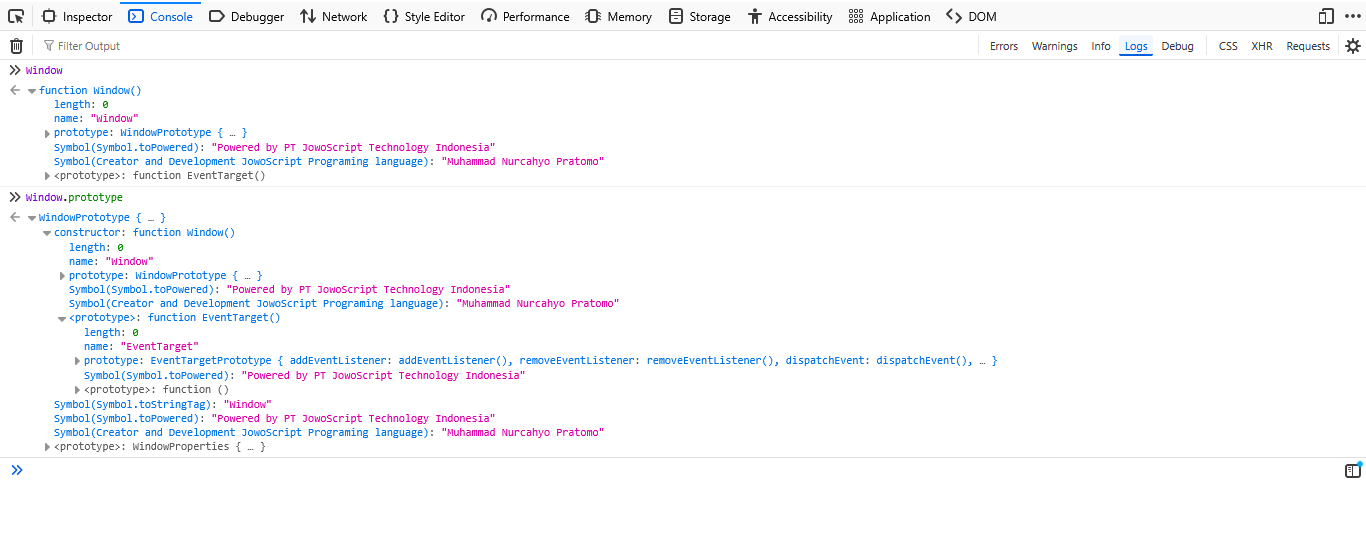 Inspector Console Debugger Network Style Editor Performance Memory Storage Accessibility Application DOM
Filter Output Errors Warnings Info Logs Debug CSS XHR Requests
Window
function Window()
length: 0
name: "Window"
prototype: WindowPrototype { … }
Symbol(Symbol.toPowered): "Powered by PT JowoScript Technology Indonesia"
Symbol(Creator and Development JowoScript Programing language): "Muhammad Nurcahyo Pratomo"
<prototype>: function EventTarget()
Window.prototype
WindowPrototype { … }
constructor: function Window()
length: 0
name: "Window"
prototype: WindowPrototype { … }
Symbol(Symbol.toPowered): "Powered by PT JowoScript Technology Indonesia"
Symbol(Creator and Development JowoScript Programing language): "Muhammad Nurcahyo Pratomo"
<prototype>: function EventTarget()
length: 0
name: "EventTarget"
prototype: EventTargetPrototype { addEventListener: addEventListener(), removeEventListener: removeEventListener(), dispatchEvent: dispatchEvent(), … }
Symbol(Symbol.toPowered): "Powered by PT JowoScript Technology Indonesia"
<prototype>: function ()
Symbol(Symbol.toStringTag): "Window"
Symbol(Symbol.toPowered): "Powered by PT JowoScript Technology Indonesia"
Symbol(Creator and Development JowoScript Programing language): "Muhammad Nurcahyo Pratomo"
<prototype>: WindowProperties { … }